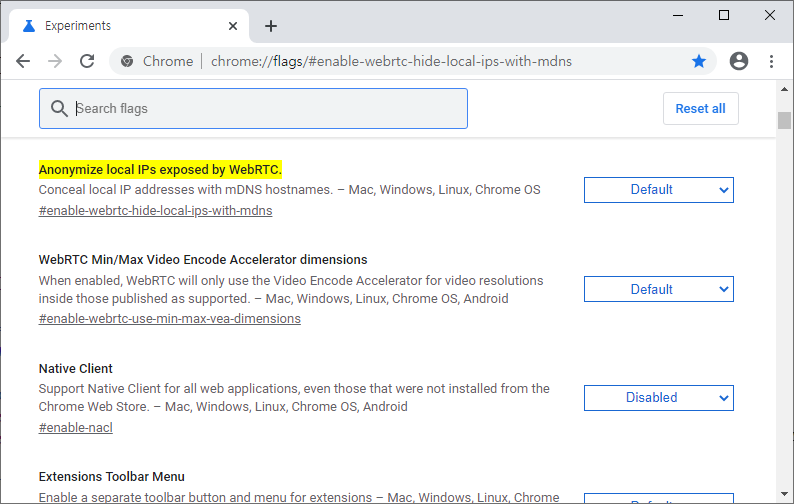 Experiments
Chrome | chrome://flags/#enable-webrtc-hide-local-ips-with-mdns
Search flags
Reset all
Anonymize local IPs exposed by WebRTC.
Conceal local IP addresses with mDNS hostnames. – Mac, Windows, Linux, Chrome OS
#enable-webrtc-hide-local-ips-with-mdns
Default
WebRTC Min/Max Video Encode Accelerator dimensions
When enabled, WebRTC will only use the Video Encode Accelerator for video resolutions
inside those published as supported. – Mac, Windows, Linux, Chrome OS, Android
#enable-webrtc-use-min-max-vea-dimensions
Default
Native Client
Support Native Client for all web applications, even those that were not installed from the
Chrome Web Store. – Mac, Windows, Linux, Chrome OS, Android
#enable-nacl
Disabled
Extensions Toolbar Menu
Enable a separate toolbar button and menu for extensions – Mac, Windows, Linux, Chrome
Default